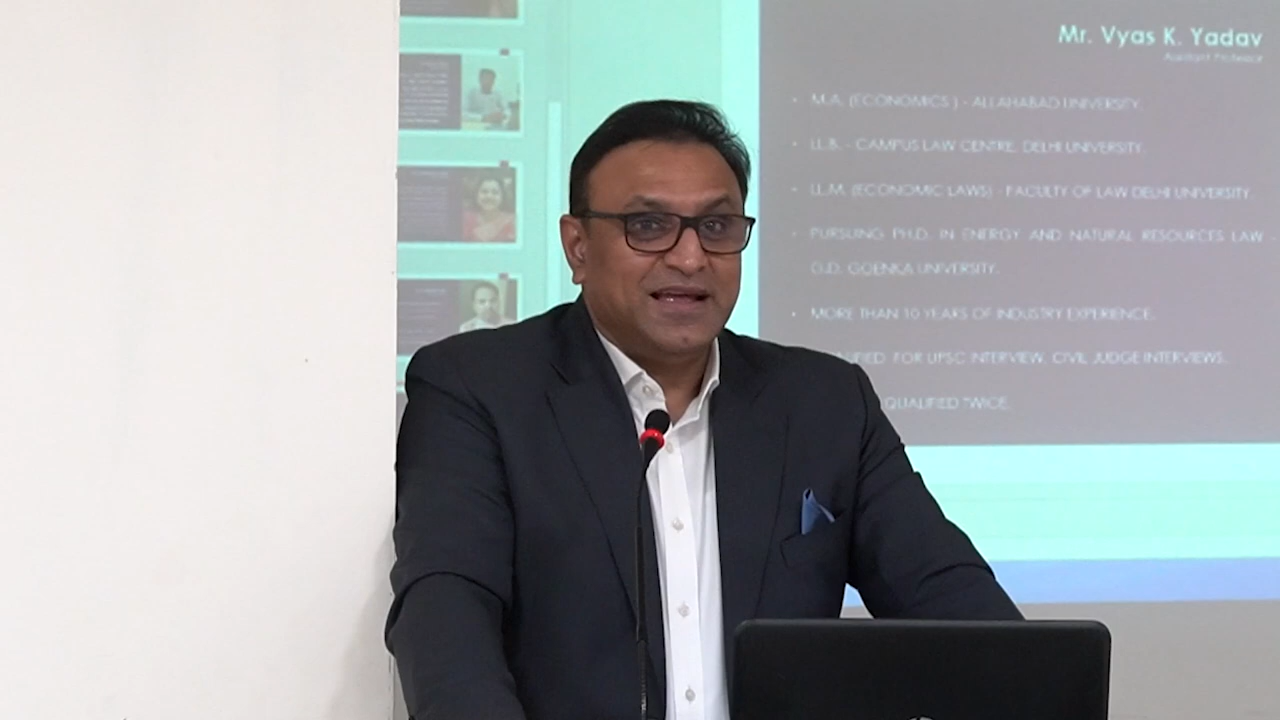 Mr. Vyas K. Yadav
Assistant Professor
• M.A. (ECONOMICS ) - ALLAHABAD UNIVERSITY.
• LL.B. - CAMPUS LAW CENTRE, DELHI UNIVERSITY.
• LL.M. (ECONOMIC LAWS) - FACULTY OF LAW DELHI UNIVERSITY
• PURSUING PH.D. IN ENERGY AND NATURAL RESOURCES LAW -
G.D. GOENKA UNIVERSITY.
• MORE THAN 10 YEARS OF INDUSTRY EXPERIENCE.
FOR UPSC INTERVIEW, CIVIL JUDGE INTERVIEWS.
QUALIFIED TWICE.